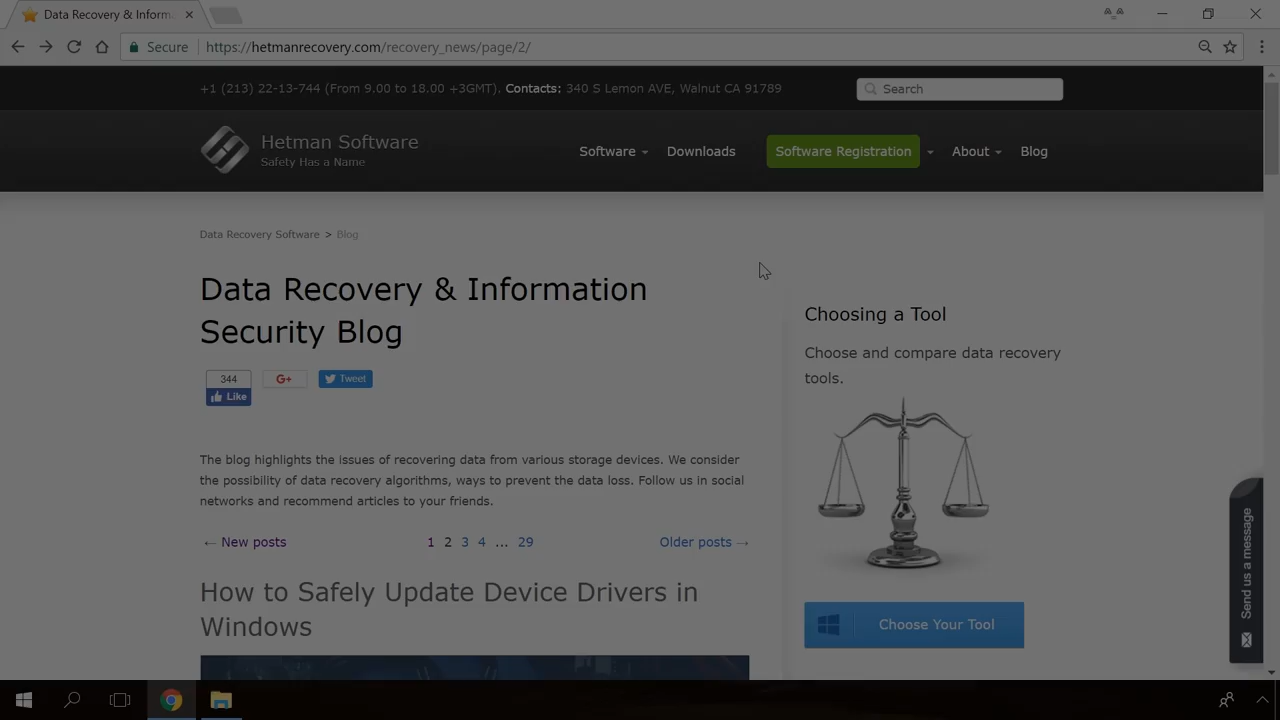 Data Recovery & Inform
Secure
https://hetmanrecovery.com/recovery_news/page/2/
+1 (213) 22-13-744 (From 9.00 to 18.00 +3GMT). Contacts: 340 S Lemon AVE, Walnut CA 91789
Search
Hetman Software
Safety Has a Name
Software
Downloads
Software Registration
About
Blog
Data Recovery Software > Blog
Data Recovery & Information
Security Blog
344
Like
G+
Tweet
The blog highlights the issues of recovering data from various storage devices. We consider
the possibility of data recovery algorithms, ways to prevent the data loss. Follow us in social
networks and recommend articles to your friends.
← New posts
1 2 3 4 ... 29
Older posts →
How to Safely Update Device Drivers in
Windows
Choosing a Tool
Choose and compare data recovery
tools.
Choose Your Tool
Send us a message